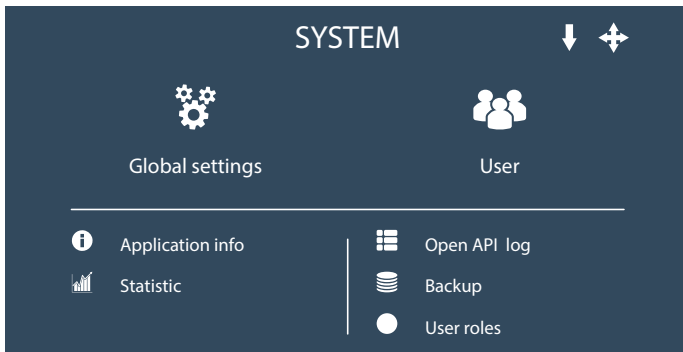 SYSTEM
Global settings
User
Application info
Statistic
Open API log
Backup
User roles